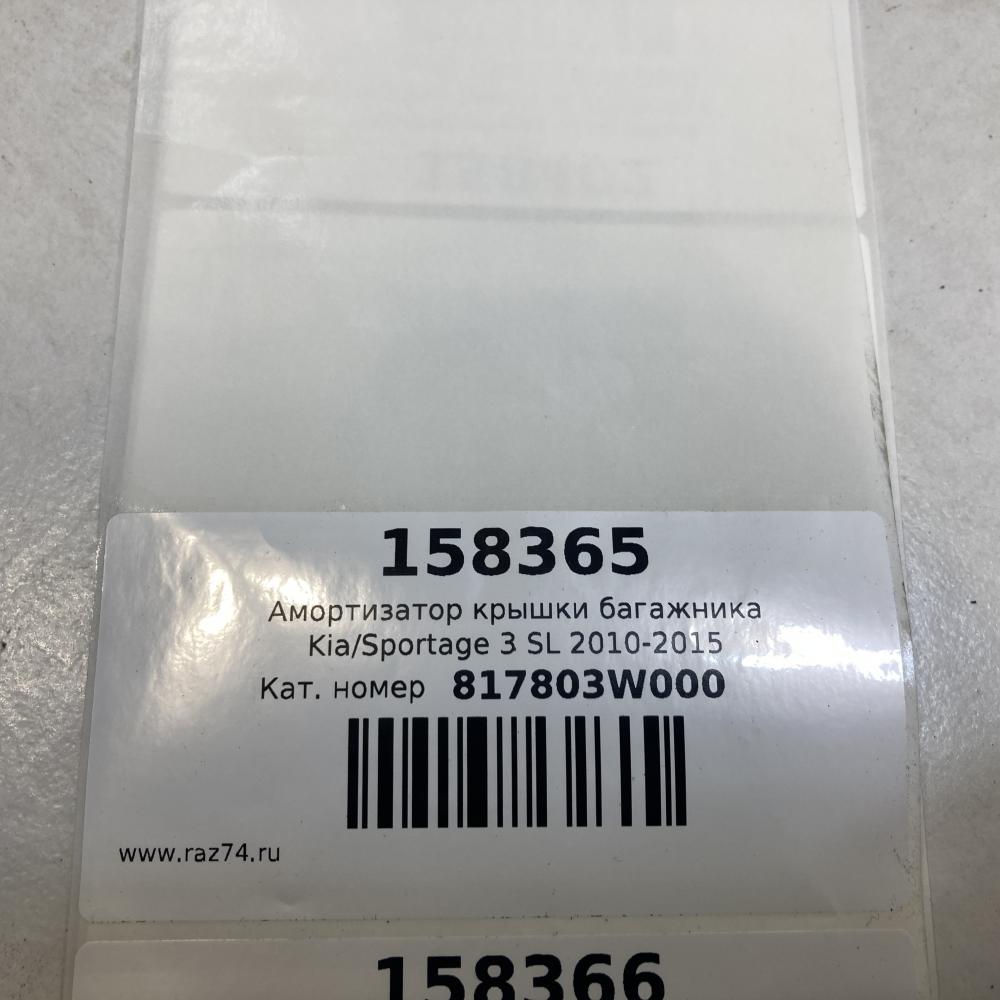 158365
Амортизатор крышки багажника
Kia/Sportage 3 SL 2010-2015
Кат. номер 817803W000
www.raz74.ru
158366